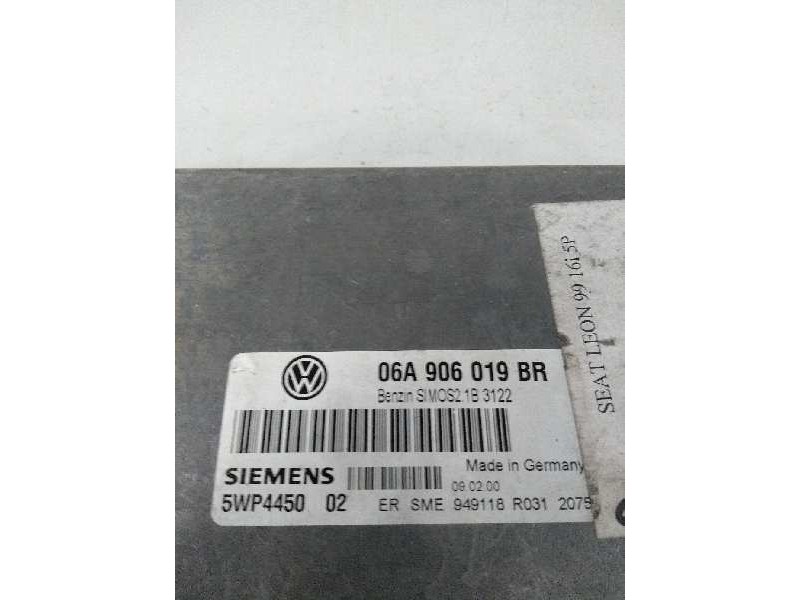 SEAT LEON 99 16i 5P
06A 906 019 BR
Benzin SIMOS2.1B 3122
Made in Germany
SIEMENS
09.02.00
5WP4450 02 ER SME 949118 R031 2075